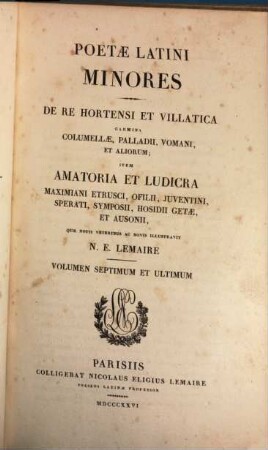 POETÆ LATINI
MINORES
DE RE HORTENSI ET VILLATICA
CARMINA
COLUMELLÆ, PALLADII, VOMANI,
ET ALIORUM;
ITEM
AMATORIA ET LUDICRA
MAXIMIANI ETRUSCI, OFILII, JUVENTINI,
SPERATI, SYMPOSII, HOSIDII GETÆ,
ET AUSONII,
QUÆ NOTIS VETERIBUS AC NOVIS ILLUSTRAVIT
N. E. LEMAIRE
VOLUMEN SEPTIMUM ET ULTIMUM
PARISIIS
COLLIGEBAT NICOLAUS ELIGIUS LEMAIRE
POESEOS LATINÆ PROFESSOR
MDCCCXXVI